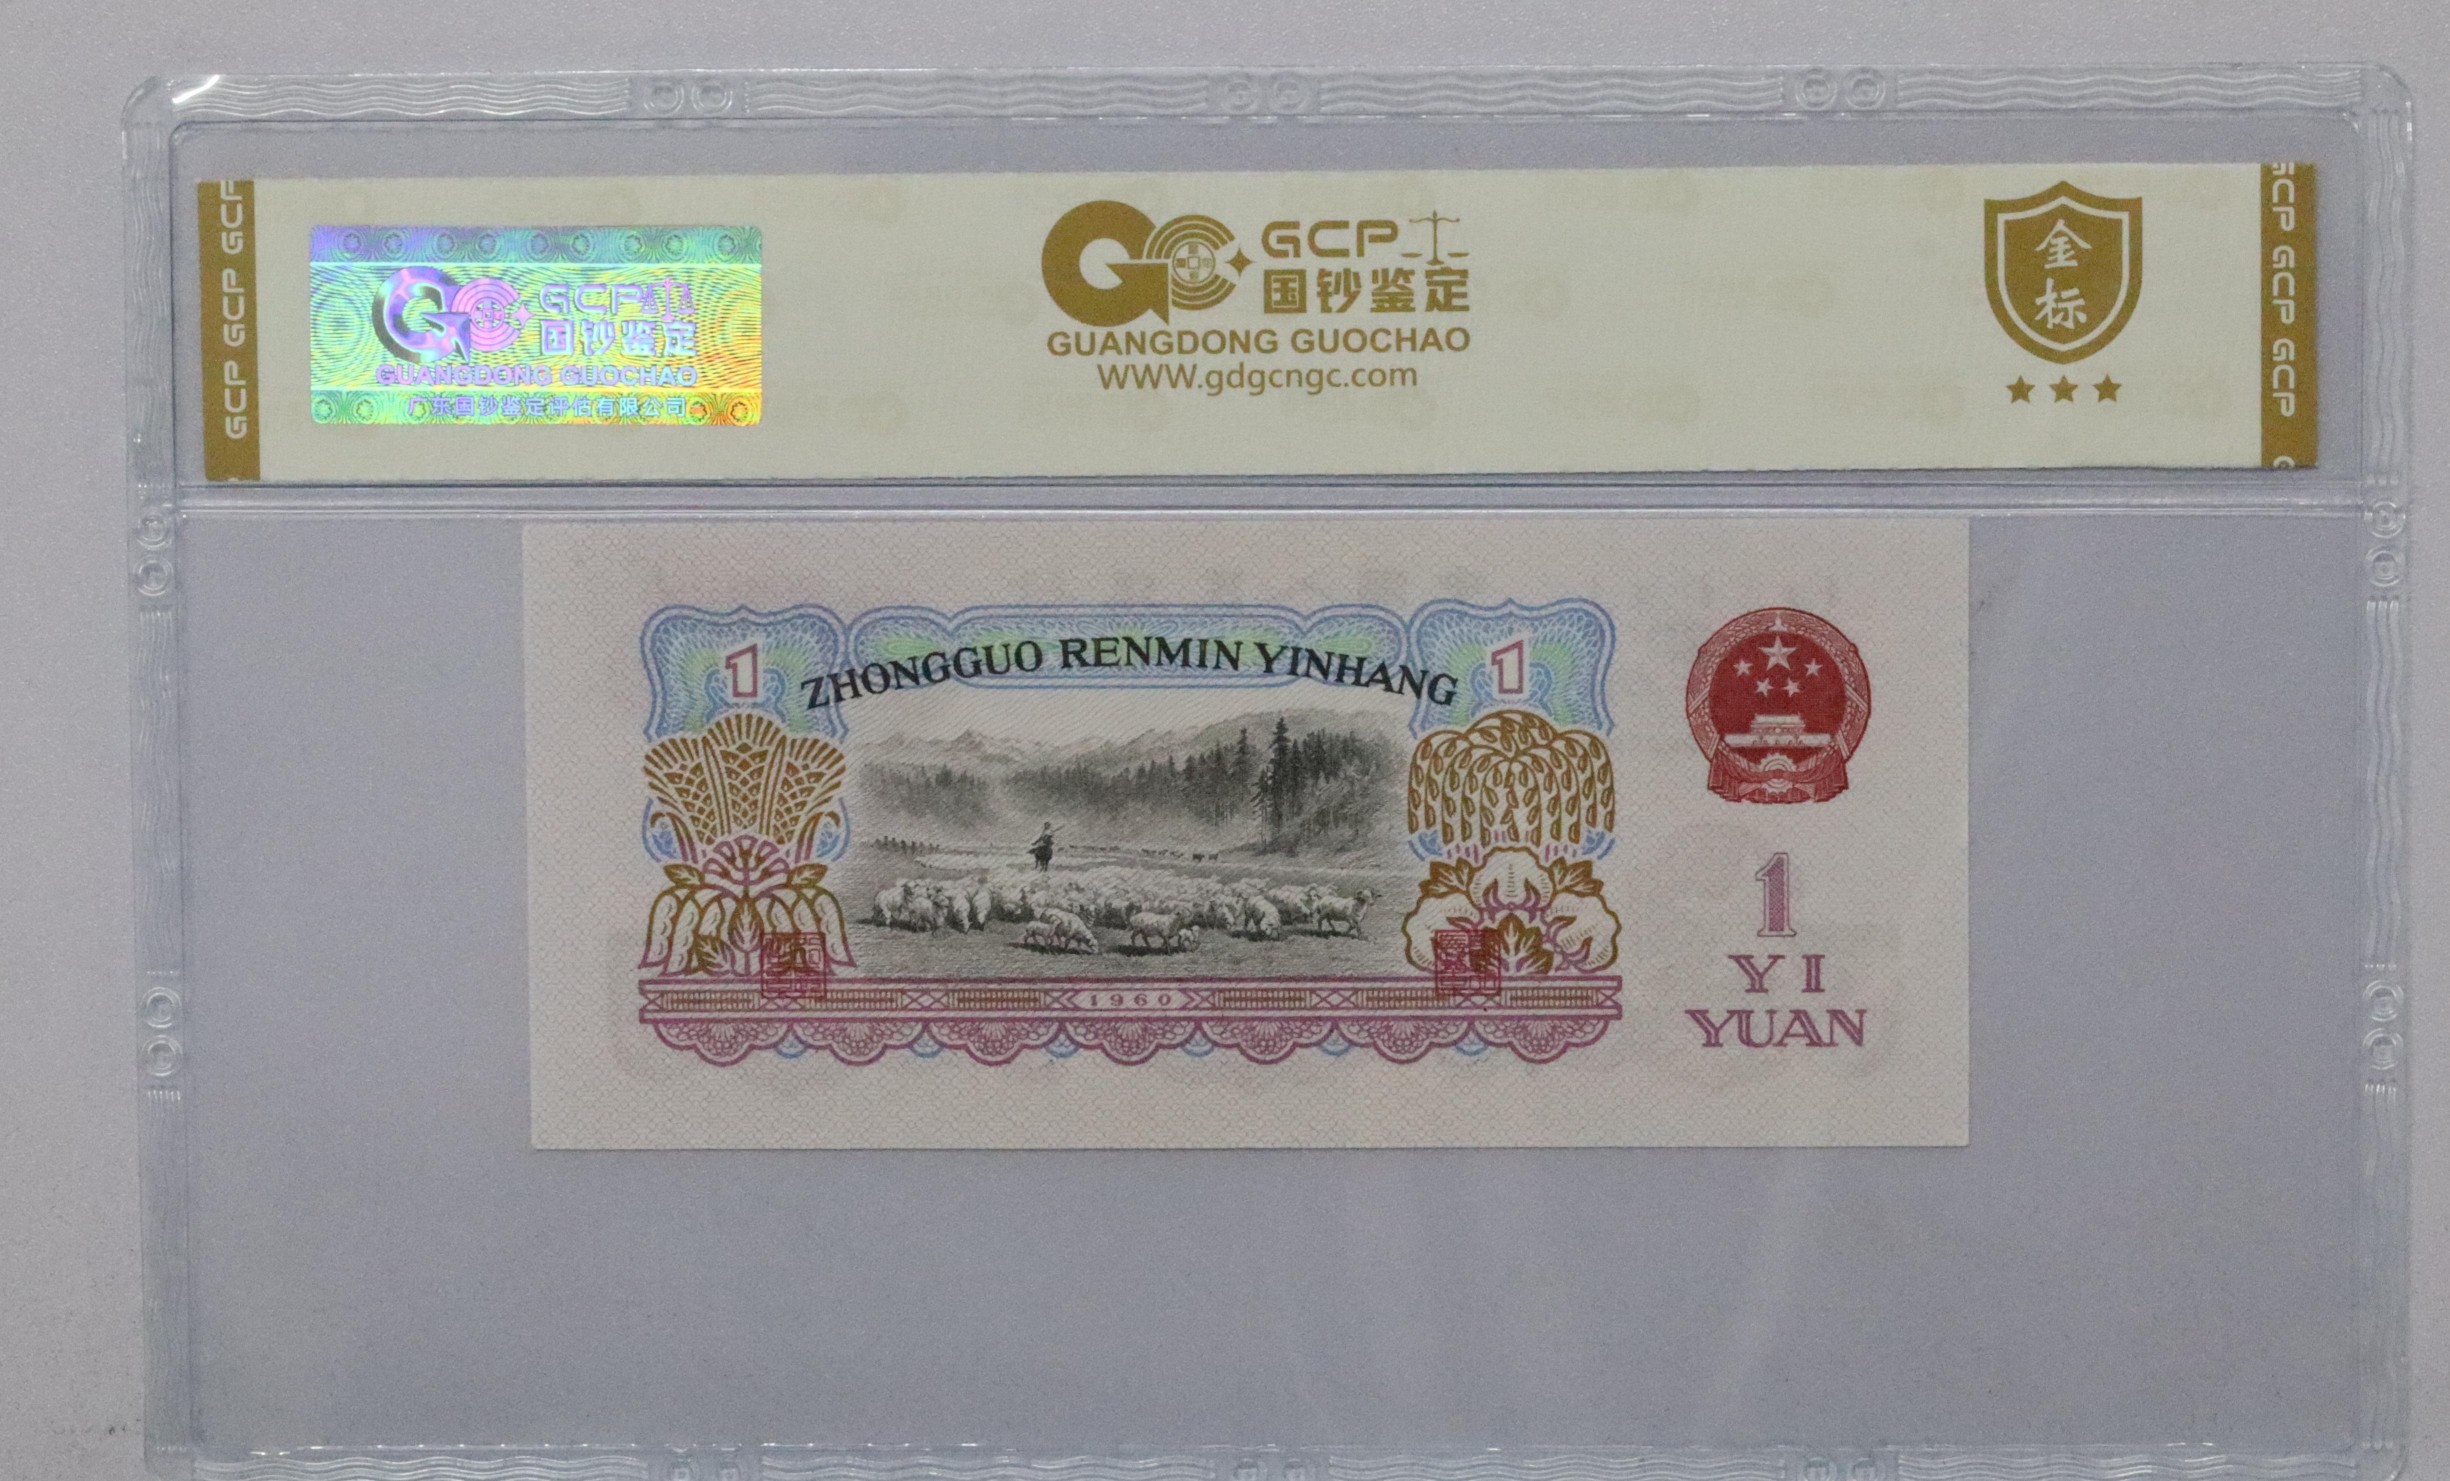 GCP GCP GCP
GCP
国钞鉴定
GUANGDONG GUOCHAO
广东国钞鉴定评估有限公司
GCP
国钞鉴定
GUANGDONG GUOCHAO
WWW.gdgcngc.com
金
标
GCP GCP GCP
1
ZHONGGUO RENMIN YINHANG
1
1960
1
YI
YUAN